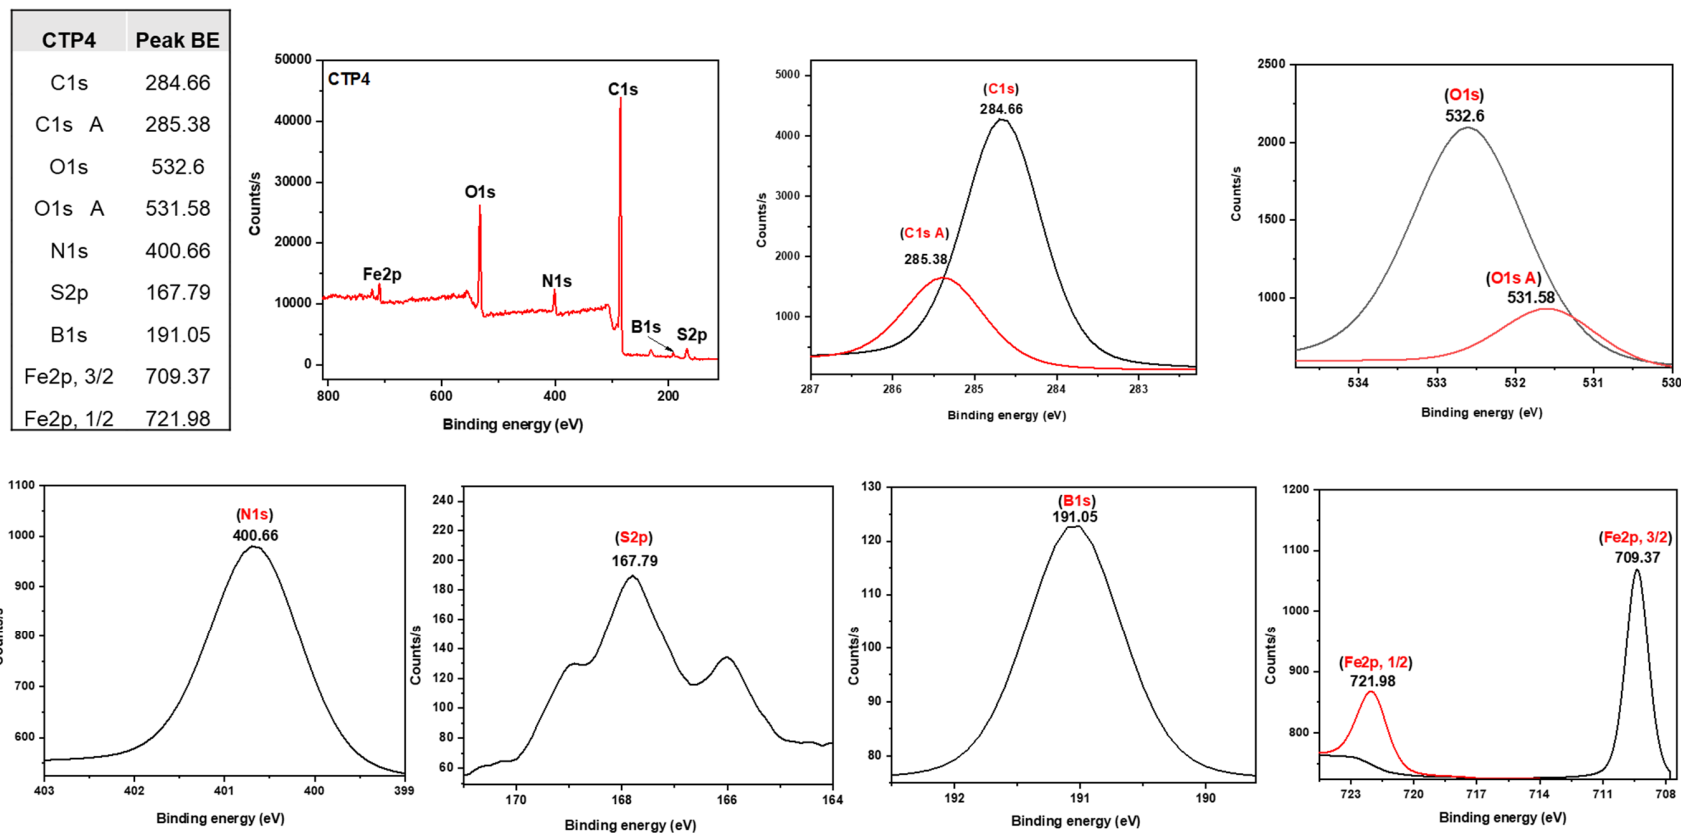 CTP4 Peak BE
C1s 284.66
C1s A 285.38
O1s 532.6
O1s A 531.58
N1s 400.66
S2p 167.79
B1s 191.05
Fe2p, 3/2 709.37
Fe2p, 1/2 721.98
50000
40000
30000
20000
10000
0
Counts/s
CTP4
C1s
O1s
Fe2p
N1s
B1s
S2p
800 600 400 200
Binding energy (eV)
5000
4000
3000
2000
1000
Counts/s
(C1s)
284.66
(C1s A)
285.38
287 286 285 284 283
Binding energy (eV)
2500
2000
1500
1000
Counts/s
(O1s)
532.6
(O1s A)
531.58
534 533 532 531 530
Binding energy (eV)
1100
1000
900
800
700
600
Counts/s
(N1s)
400.66
403 402 401 400 399
Binding energy (eV)
240
220
200
180
160
140
120
100
80
60
Counts/s
(S2p)
167.79
170 168 166 164
Binding energy (eV)
130
120
110
100
90
80
Counts/s
(B1s)
191.05
192 191 190
Binding energy (eV)
1200
1100
1000
900
800
Counts/s
(Fe2p, 3/2)
709.37
(Fe2p, 1/2)
721.98
723 720 717 714 711 708
Binding energy (eV)